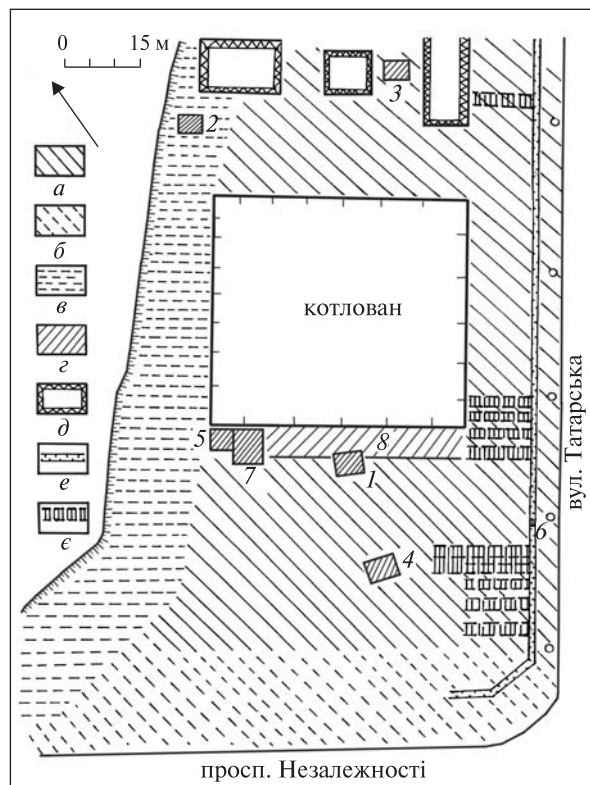 0 15 м
3
2
а
б
в
г
д
е
є
котлован
5
7
8
1
6
4
вул. Татарська
просп. Незалежності